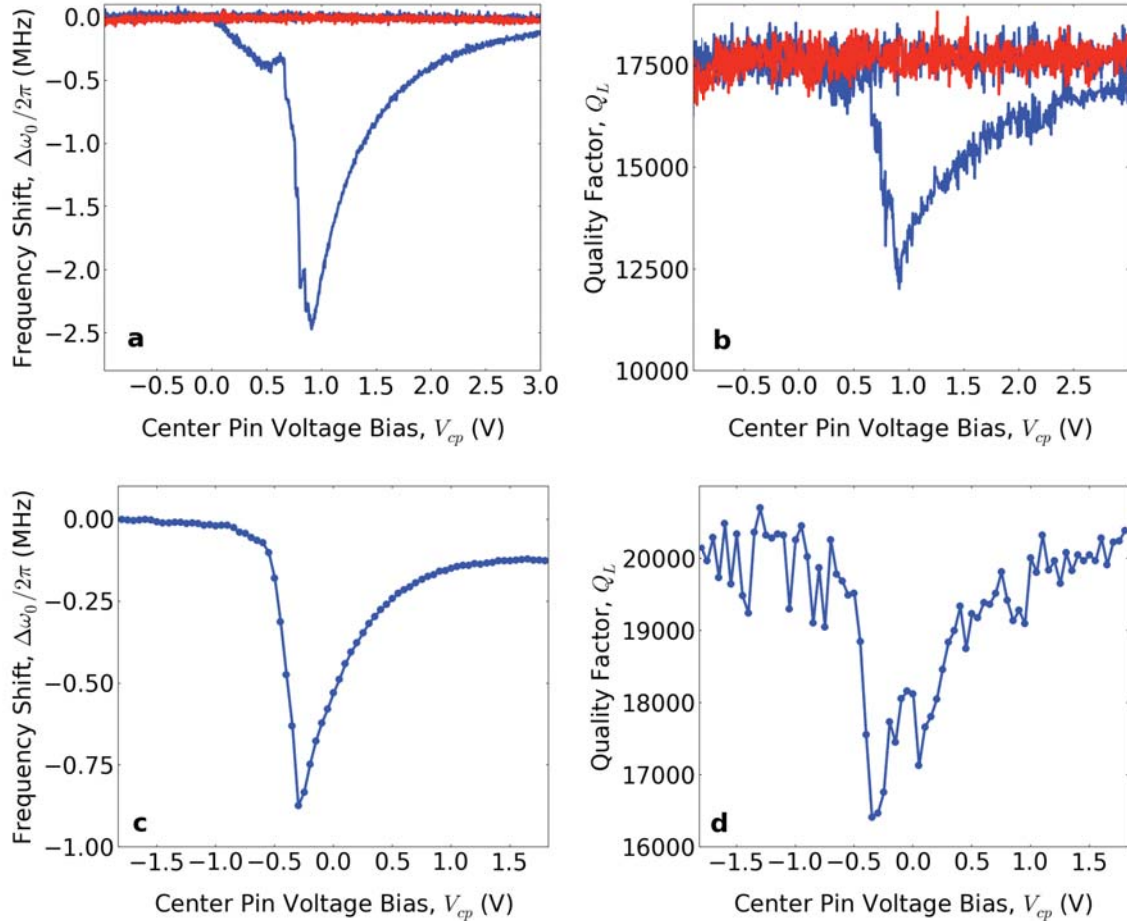 0.0
−0.5
−1.0
−1.5
−2.0
−2.5
Frequency Shift, Δω₀/2π (MHz)
a
−0.5 0.0 0.5 1.0 1.5 2.0 2.5 3.0
Center Pin Voltage Bias, V_cp (V)
17500
15000
12500
10000
Quality Factor, Q_L
b
−0.5 0.0 0.5 1.0 1.5 2.0 2.5
Center Pin Voltage Bias, V_cp (V)
0.00
−0.25
−0.50
−0.75
−1.00
Frequency Shift, Δω₀/2π (MHz)
c
−1.5 −1.0 −0.5 0.0 0.5 1.0 1.5
Center Pin Voltage Bias, V_cp (V)
20000
19000
18000
17000
16000
Quality Factor, Q_L
d
−1.5 −1.0 −0.5 0.0 0.5 1.0 1.5
Center Pin Voltage Bias, V_cp (V)